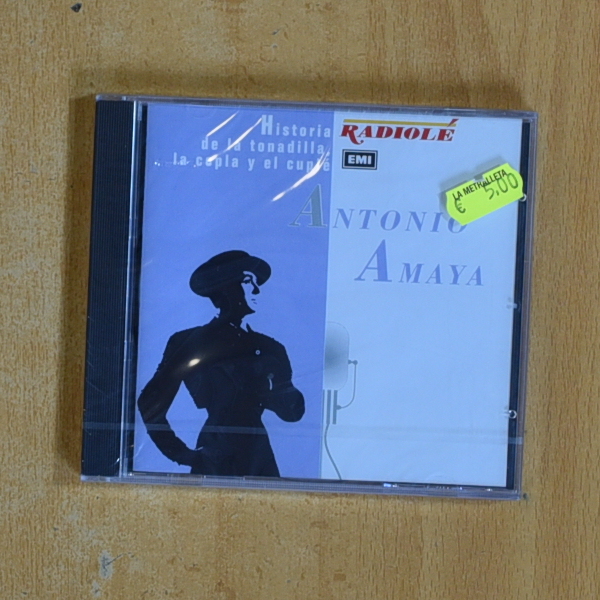 Historia
de la tonadilla,
la copla y el cuplé
RADIOLÉ
EMI
LA METRALLETA
€ 5,00
ANTONIO
AMAYA